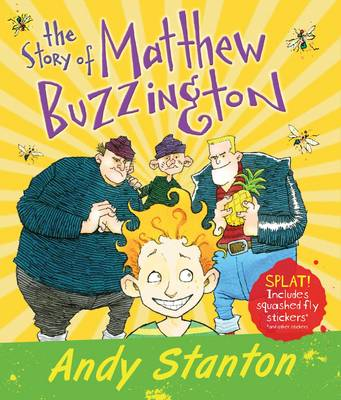 the
Story of Matthew
Buzzington
SPLAT!
Includes
squashed fly
stickers*
*and other stickers
Andy Stanton